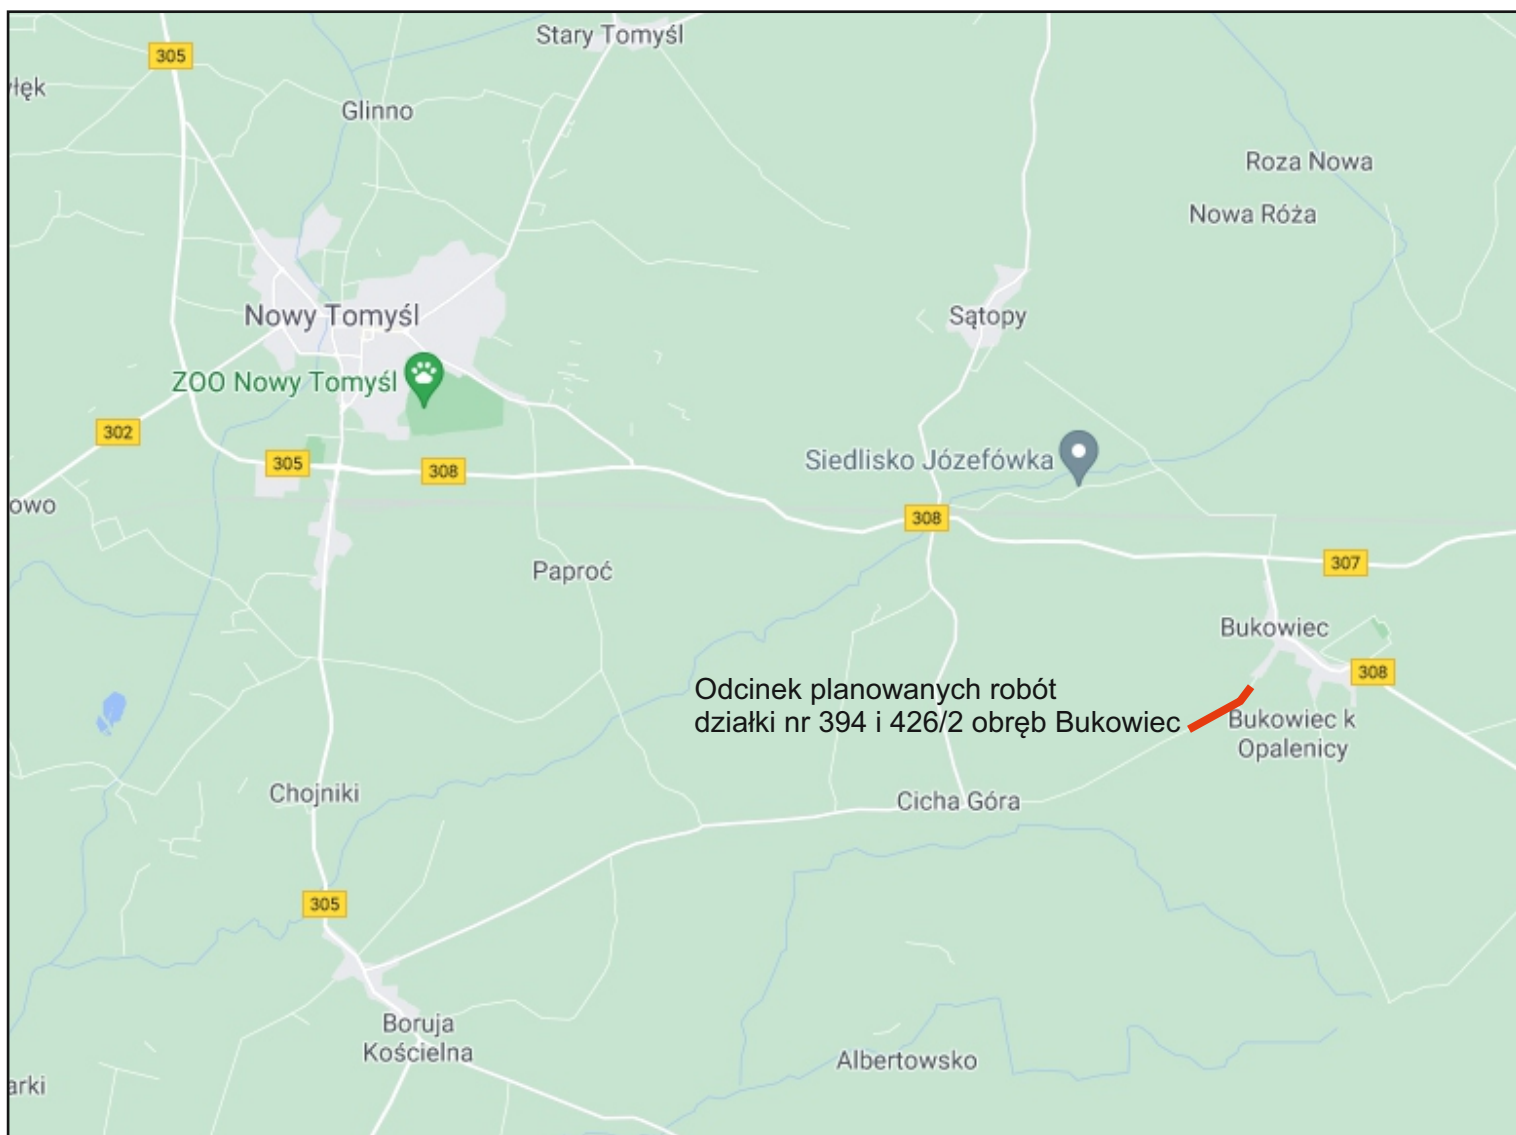 Stary Tomyśl
305
łęk
Glinno
Roza Nowa
Nowa Róża
Nowy Tomyśl
Sątopy
ZOO Nowy Tomyśl
302
305
308
Siedlisko Józefówka
owo
308
307
Paproć
Bukowiec
308
Odcinek planowanych robót
działki nr 394 i 426/2 obręb Bukowiec
Bukowiec k
Opalenicy
Chojniki
Cicha Góra
305
Boruja
Kościelna
Albertowsko
arki